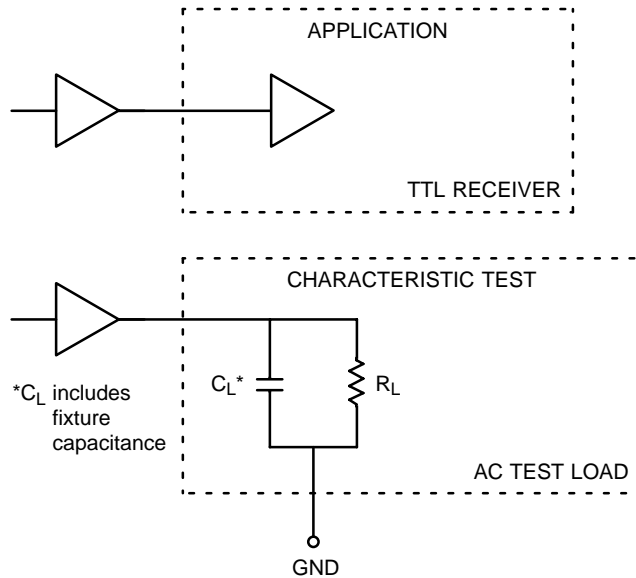 APPLICATION
TTL RECEIVER
CHARACTERISTIC TEST
*CL includes
fixture
capacitance
CL*
RL
AC TEST LOAD
GND